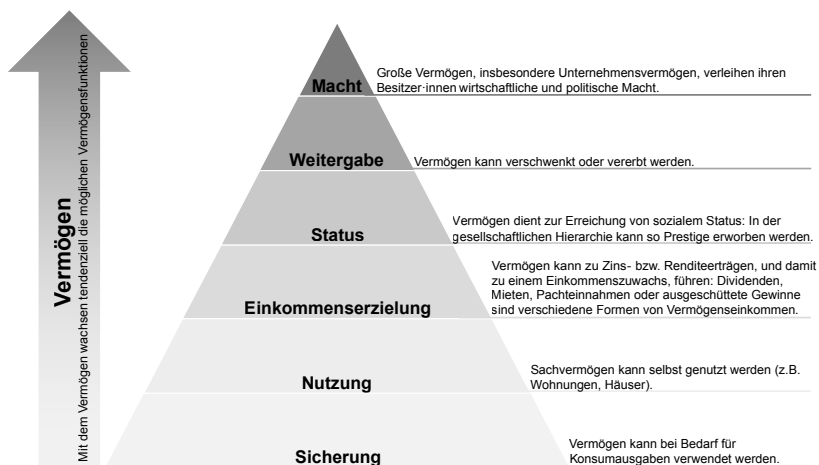 Vermögen
Mit dem Vermögen wachsen tendenziell die möglichen Vermögensfunktionen
Macht
Große Vermögen, insbesondere Unternehmensvermögen, verleihen ihren
Besitzer·innen wirtschaftliche und politische Macht.
Weitergabe
Vermögen kann verschwenkt oder vererbt werden.
Status
Vermögen dient zur Erreichung von sozialem Status: In der
gesellschaftlichen Hierarchie kann so Prestige erworben werden.
Einkommenserzielung
Vermögen kann zu Zins- bzw. Renditeerträgen, und damit
zu einem Einkommenszuwachs, führen: Dividenden,
Mieten, Pachteinnahmen oder ausgeschüttete Gewinne
sind verschiedene Formen von Vermögenseinkommen.
Nutzung
Sachvermögen kann selbst genutzt werden (z.B.
Wohnungen, Häuser).
Sicherung
Vermögen kann bei Bedarf für
Konsumausgaben verwendet werden.